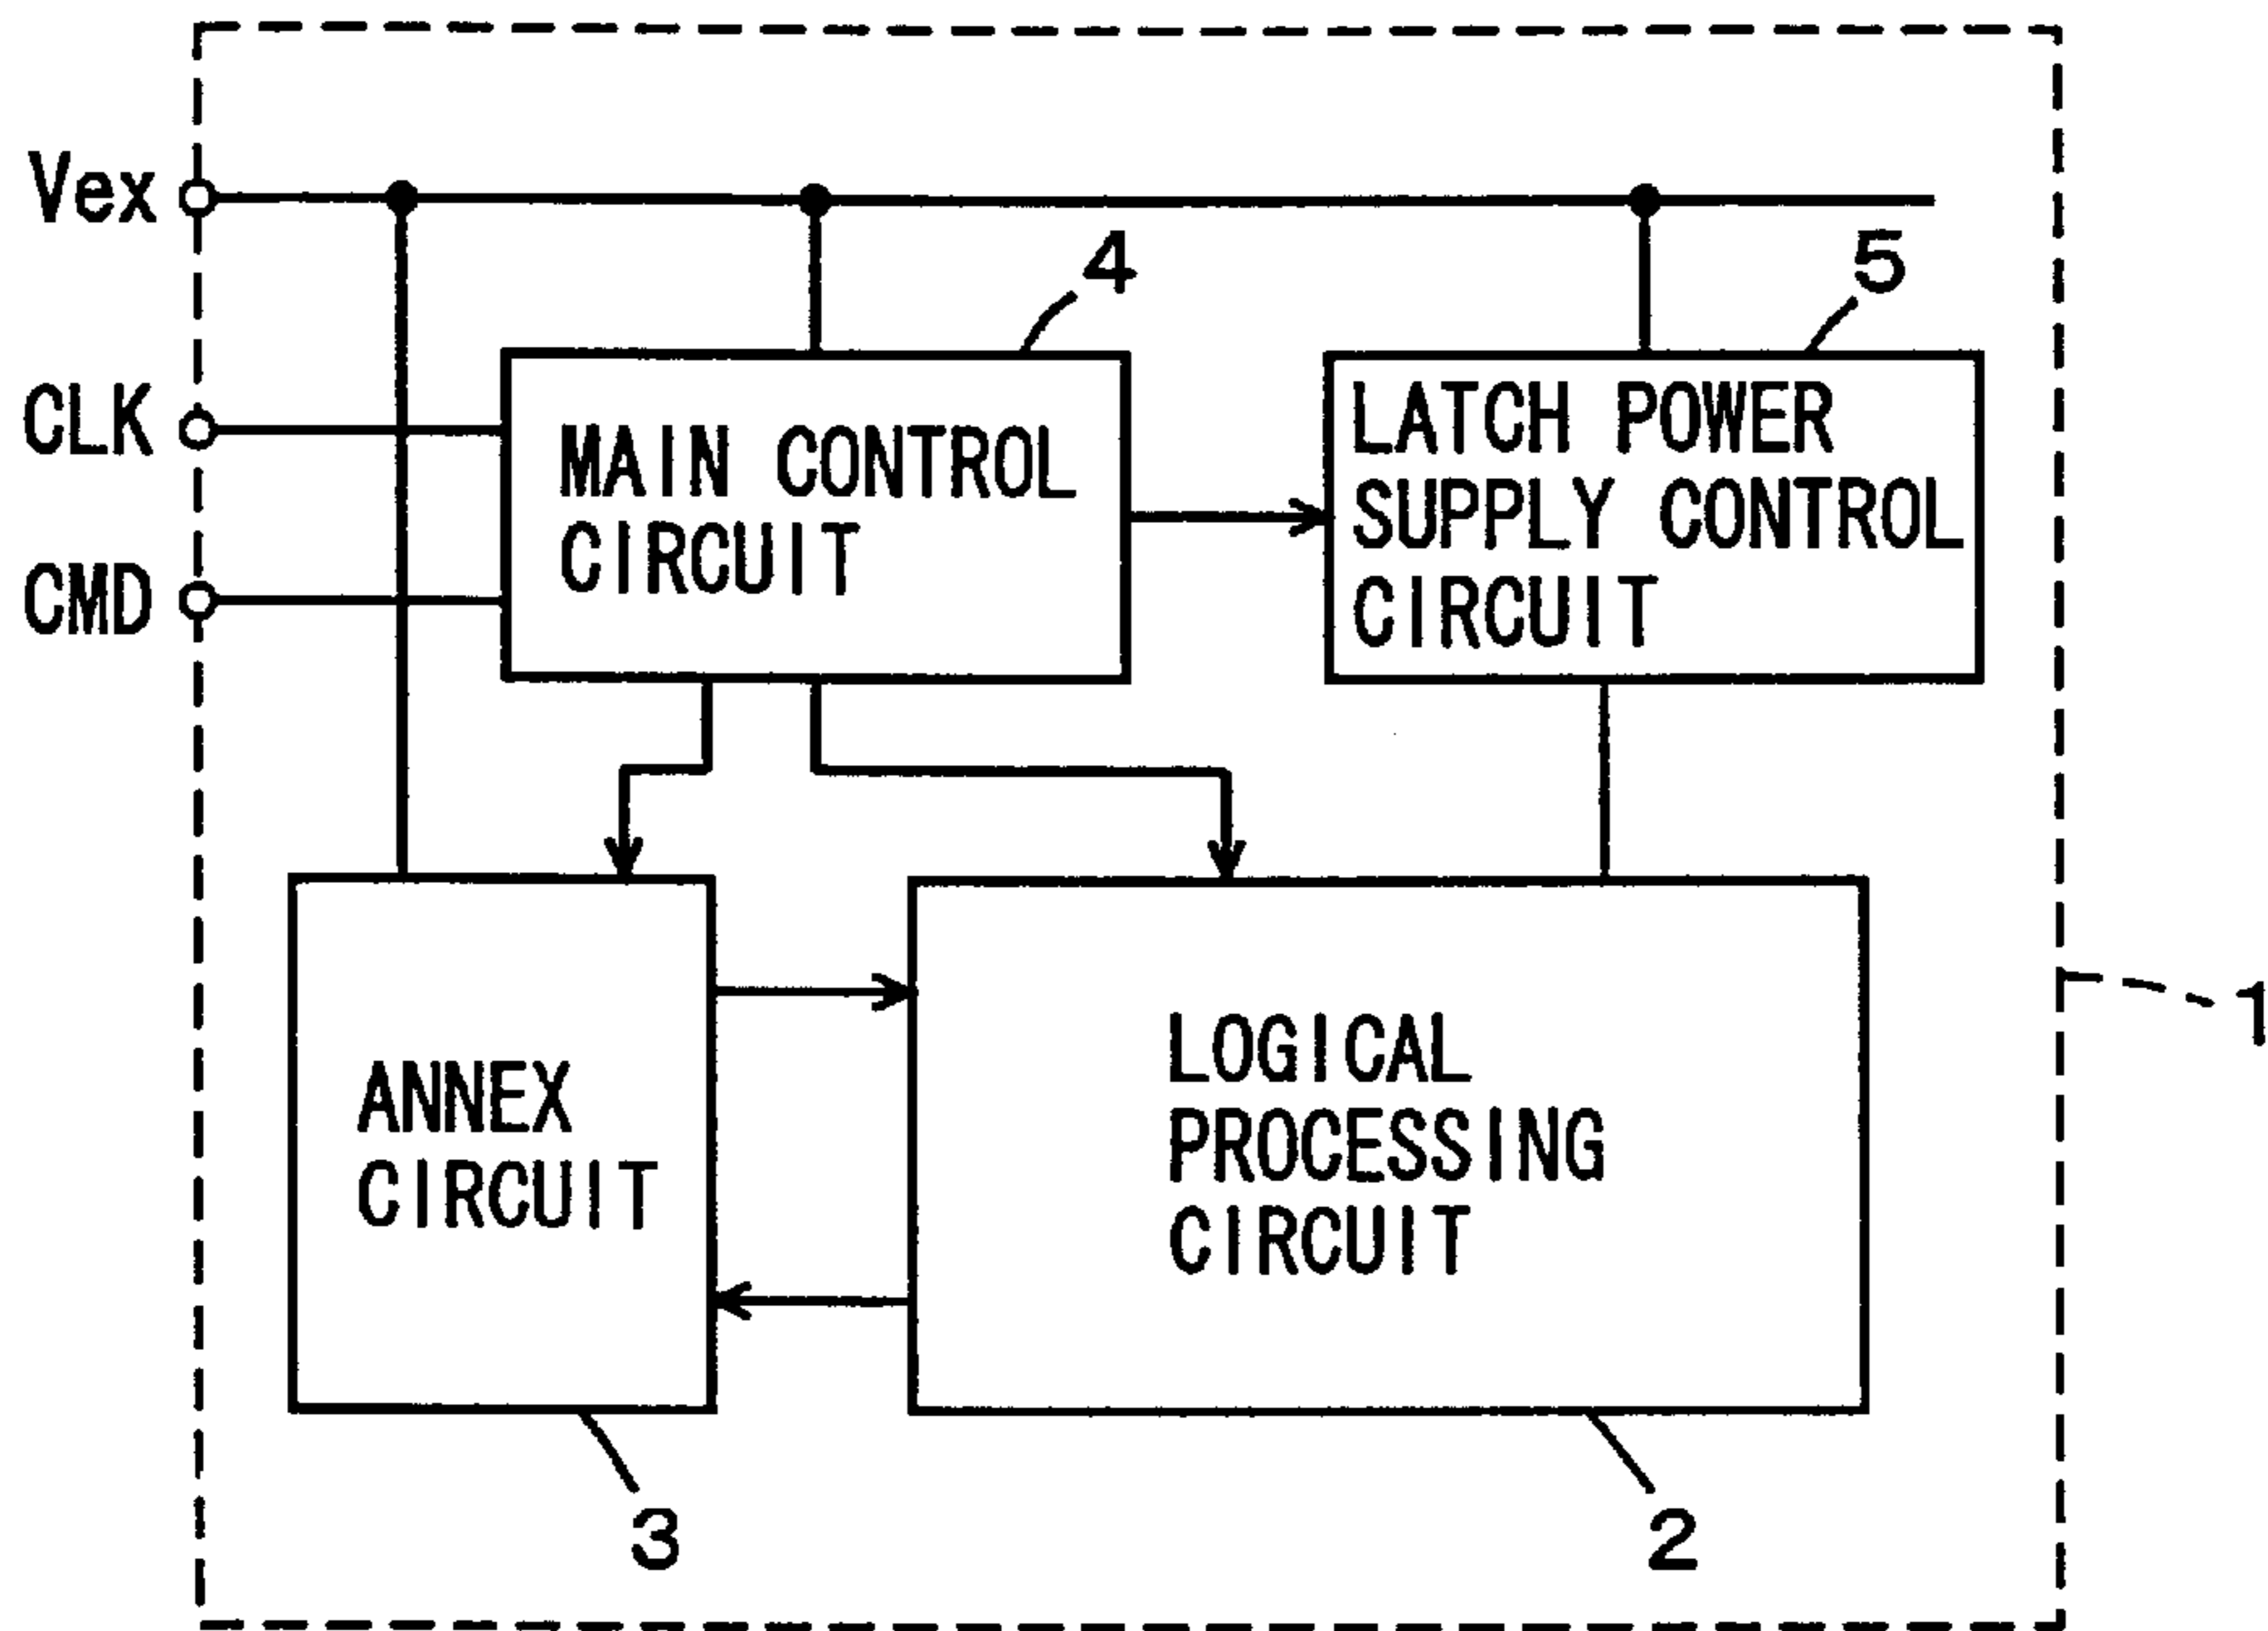 Vex
4
5
CLK
MAIN CONTROL
CIRCUIT
LATCH POWER
SUPPLY CONTROL
CIRCUIT
CMD
1
ANNEX
CIRCUIT
LOGICAL
PROCESSING
CIRCUIT
3
2